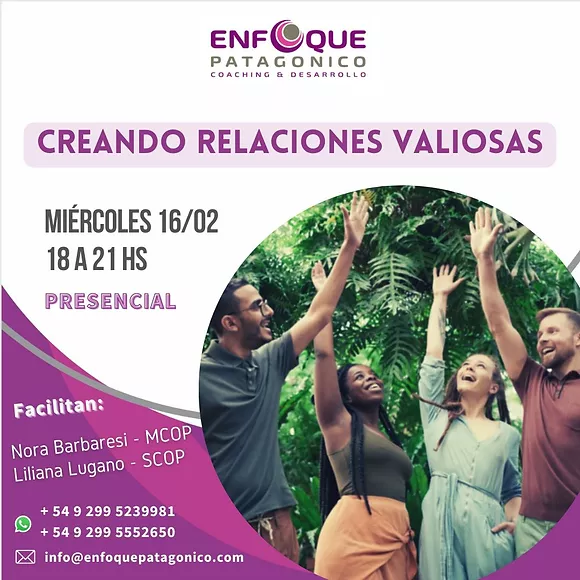 ENFOQUE
PATAGONICO
COACHING & DESARROLLO
CREANDO RELACIONES VALIOSAS
MIÉRCOLES 16/02
18 A 21 HS
PRESENCIAL
Facilitan:
Nora Barbaresi - MCOP
Liliana Lugano - SCOP
+ 54 9 299 5239981
+ 54 9 299 5552650
info@enfoquepatagonico.com